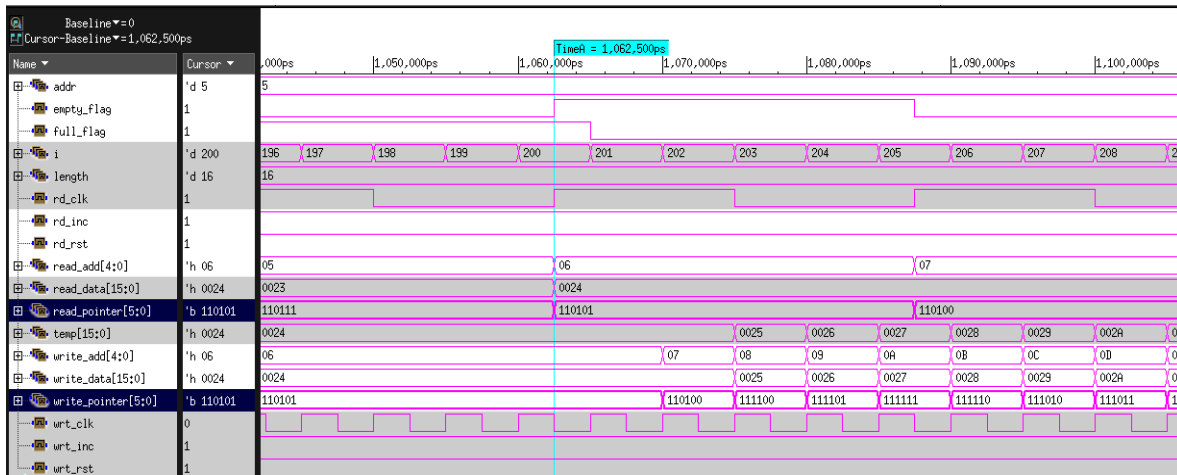 Baseline▼=0
Cursor-Baseline▼=1,062,500ps
TimeA = 1,062,500ps
Name ▼ Cursor ▼ ,000ps 1,050,000ps 1,060,000ps 1,070,000ps 1,080,000ps 1,090,000ps 1,100,000ps
addr 'd 5 5
empty_flag 1
full_flag 1
i 'd 200 196 197 198 199 200 201 202 203 204 205 206 207 208 2
length 'd 16 16
rd_clk 1
rd_inc 1
rd_rst 1
read_add[4:0] 'h 06 05 06 07
read_data[15:0] 'h 0024 0023 0024
read_pointer[5:0] 'b 110101 110111 110101 110100
temp[15:0] 'h 0024 0024 0025 0026 0027 0028 0029 002A 0
write_add[4:0] 'h 06 06 07 08 09 0A 0B 0C 0D 0
write_data[15:0] 'h 0024 0024 0025 0026 0027 0028 0029 002A 0
write_pointer[5:0] 'b 110101 110101 110100 111100 111101 111111 111110 111010 111011 1
wrt_clk 0
wrt_inc 1
wrt_rst 1